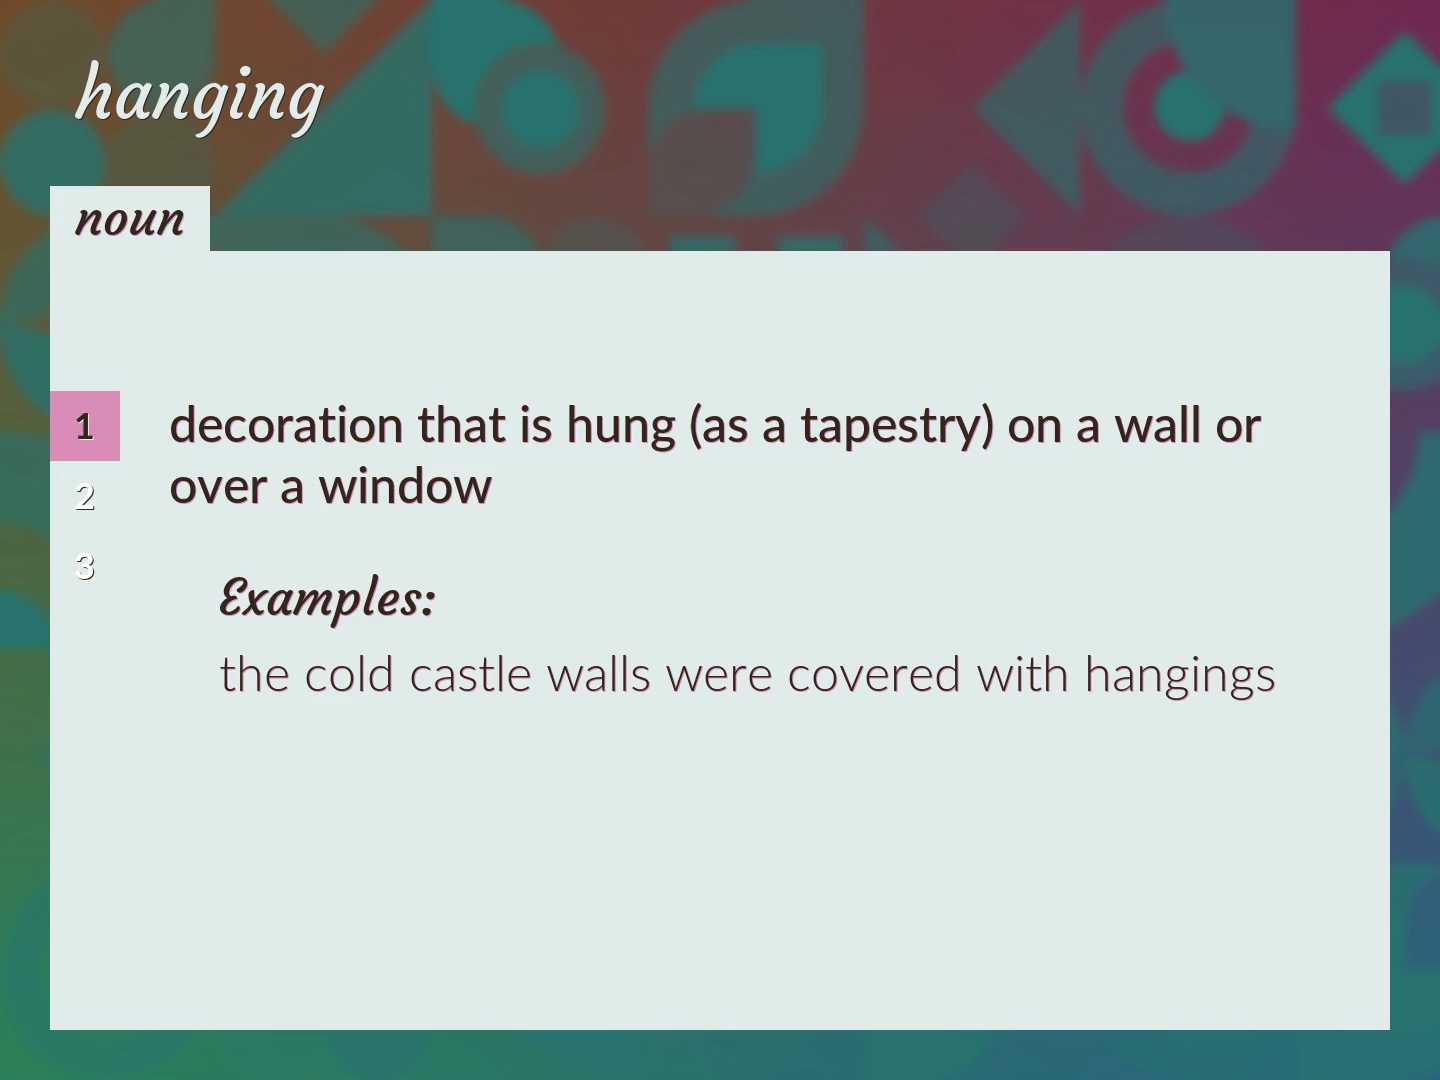 hanging
noun
1
decoration that is hung (as a tapestry) on a wall or
over a window
2
3
Examples:
the cold castle walls were covered with hangings